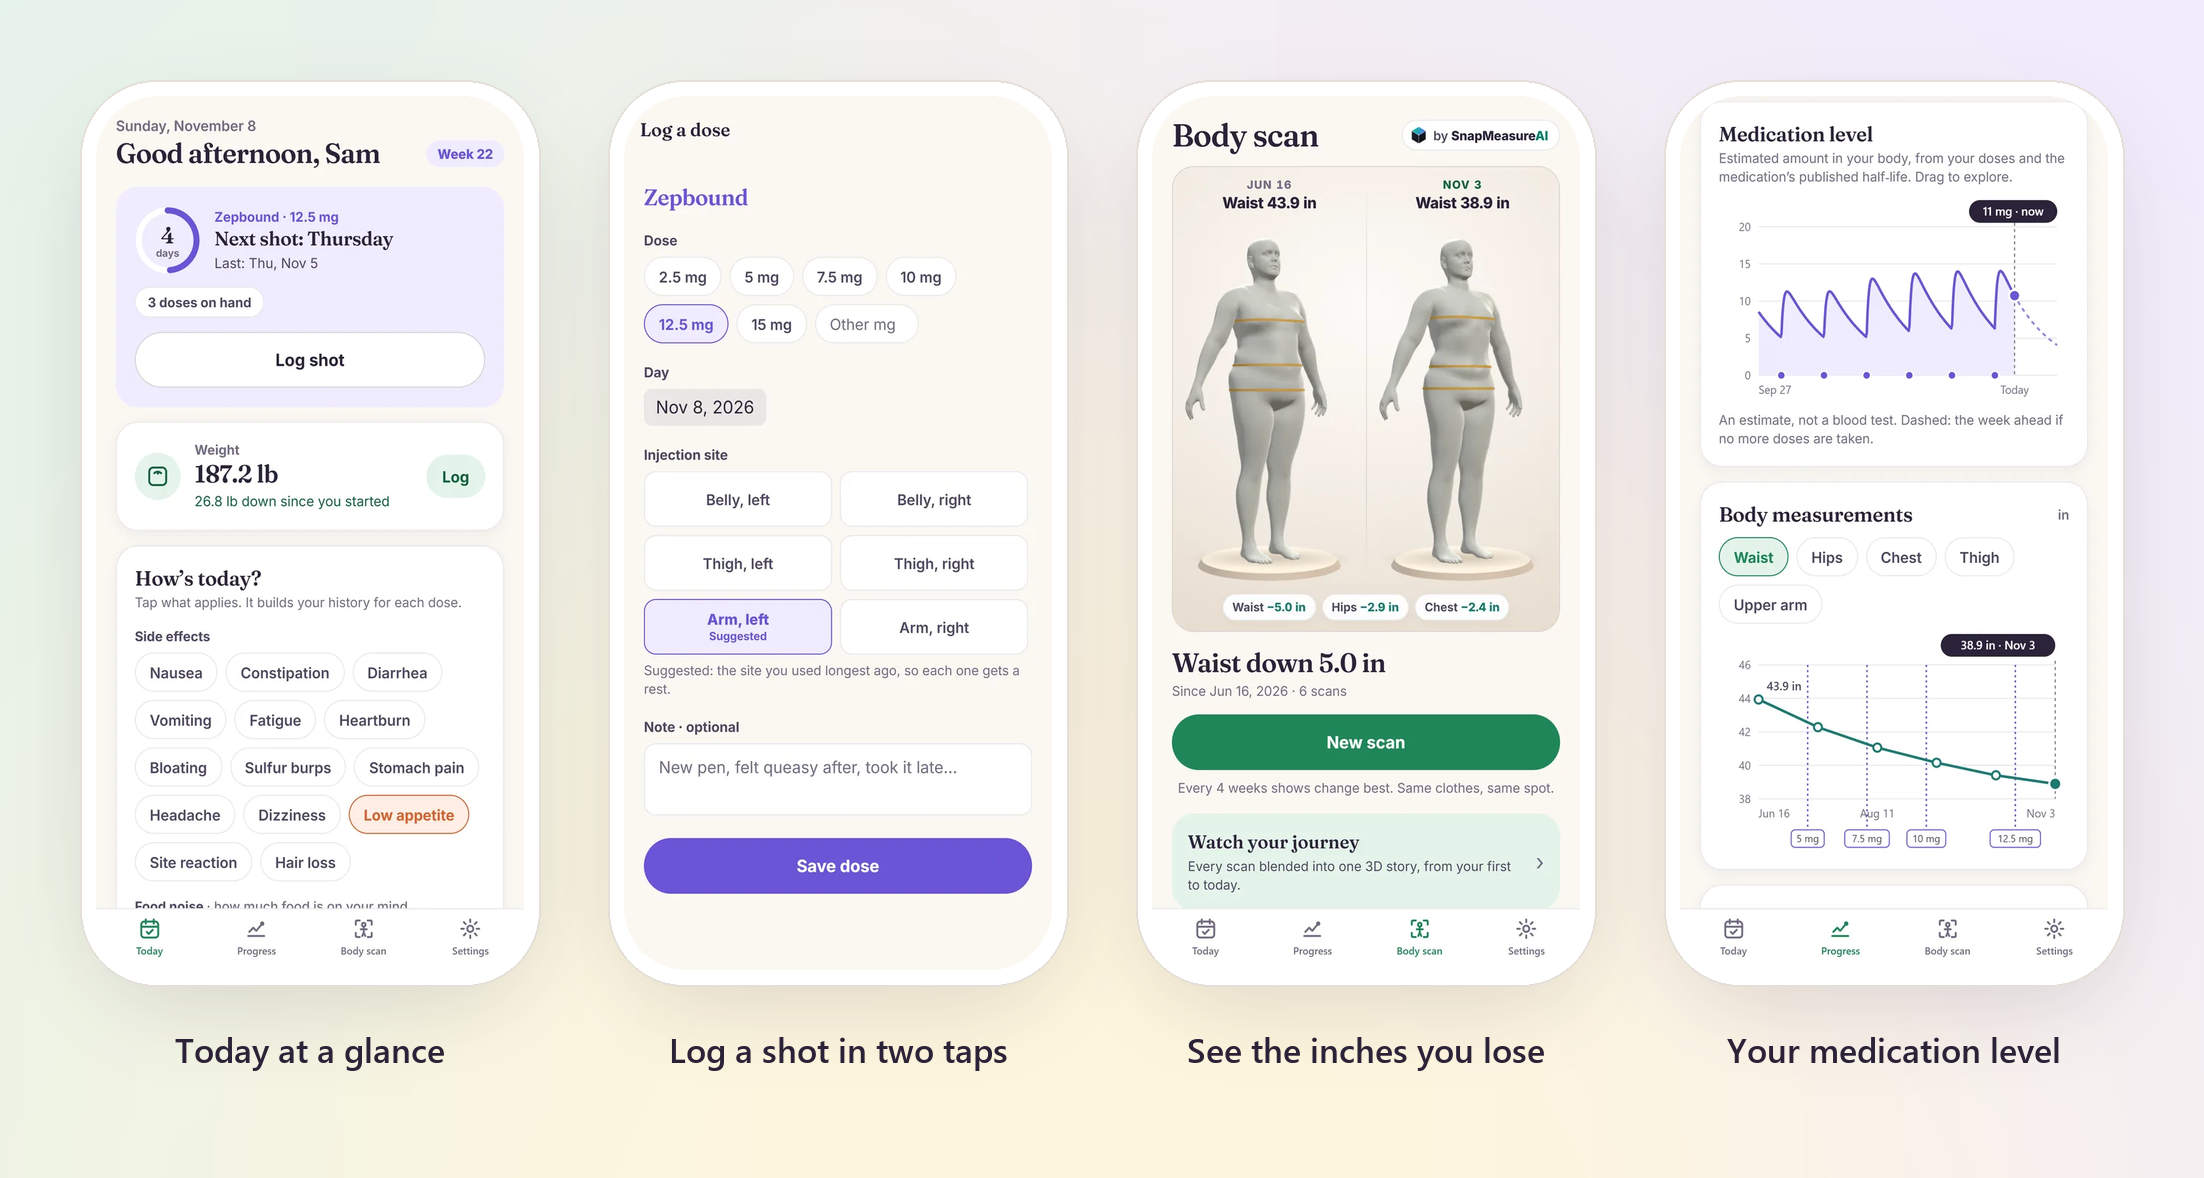 Sunday, November 8
Good afternoon, Sam
Week 22
4
days
Zepbound · 12.5 mg
Next shot: Thursday
Last: Thu, Nov 5
3 doses on hand
Log shot
Weight
187.2 lb
26.8 lb down since you started
Log
How's today?
Tap what applies. It builds your history for each dose.
Side effects
Nausea
Constipation
Diarrhea
Vomiting
Fatigue
Heartburn
Bloating
Sulfur burps
Stomach pain
Headache
Dizziness
Low appetite
Site reaction
Hair loss
Food noise · how much food is on your mind
Today
Progress
Body scan
Settings
Today at a glance
Log a dose
Zepbound
Dose
2.5 mg
5 mg
7.5 mg
10 mg
12.5 mg
15 mg
Other mg
Day
Nov 8, 2026
Injection site
Belly, left
Belly, right
Thigh, left
Thigh, right
Arm, left
Suggested
Arm, right
Suggested: the site you used longest ago, so each one gets a
rest.
Note · optional
New pen, felt queasy after, took it late...
Save dose
Log a shot in two taps
Body scan
by SnapMeasureAI
JUN 16
Waist 43.9 in
NOV 3
Waist 38.9 in
Waist −5.0 in
Hips −2.9 in
Chest −2.4 in
Waist down 5.0 in
Since Jun 16, 2026 · 6 scans
New scan
Every 4 weeks shows change best. Same clothes, same spot.
Watch your journey
Every scan blended into one 3D story, from your first
to today.
Today
Progress
Body scan
Settings
See the inches you lose
Medication level
Estimated amount in your body, from your doses and the
medication's published half-life. Drag to explore.
11 mg · now
20
15
10
5
0
Sep 27
Today
An estimate, not a blood test. Dashed: the week ahead if
no more doses are taken.
Body measurements
in
Waist
Hips
Chest
Thigh
Upper arm
38.9 in · Nov 3
46
43.9 in
44
42
40
38
Jun 16
Aug 11
Nov 3
5 mg
7.5 mg
10 mg
12.5 mg
Today
Progress
Body scan
Settings
Your medication level